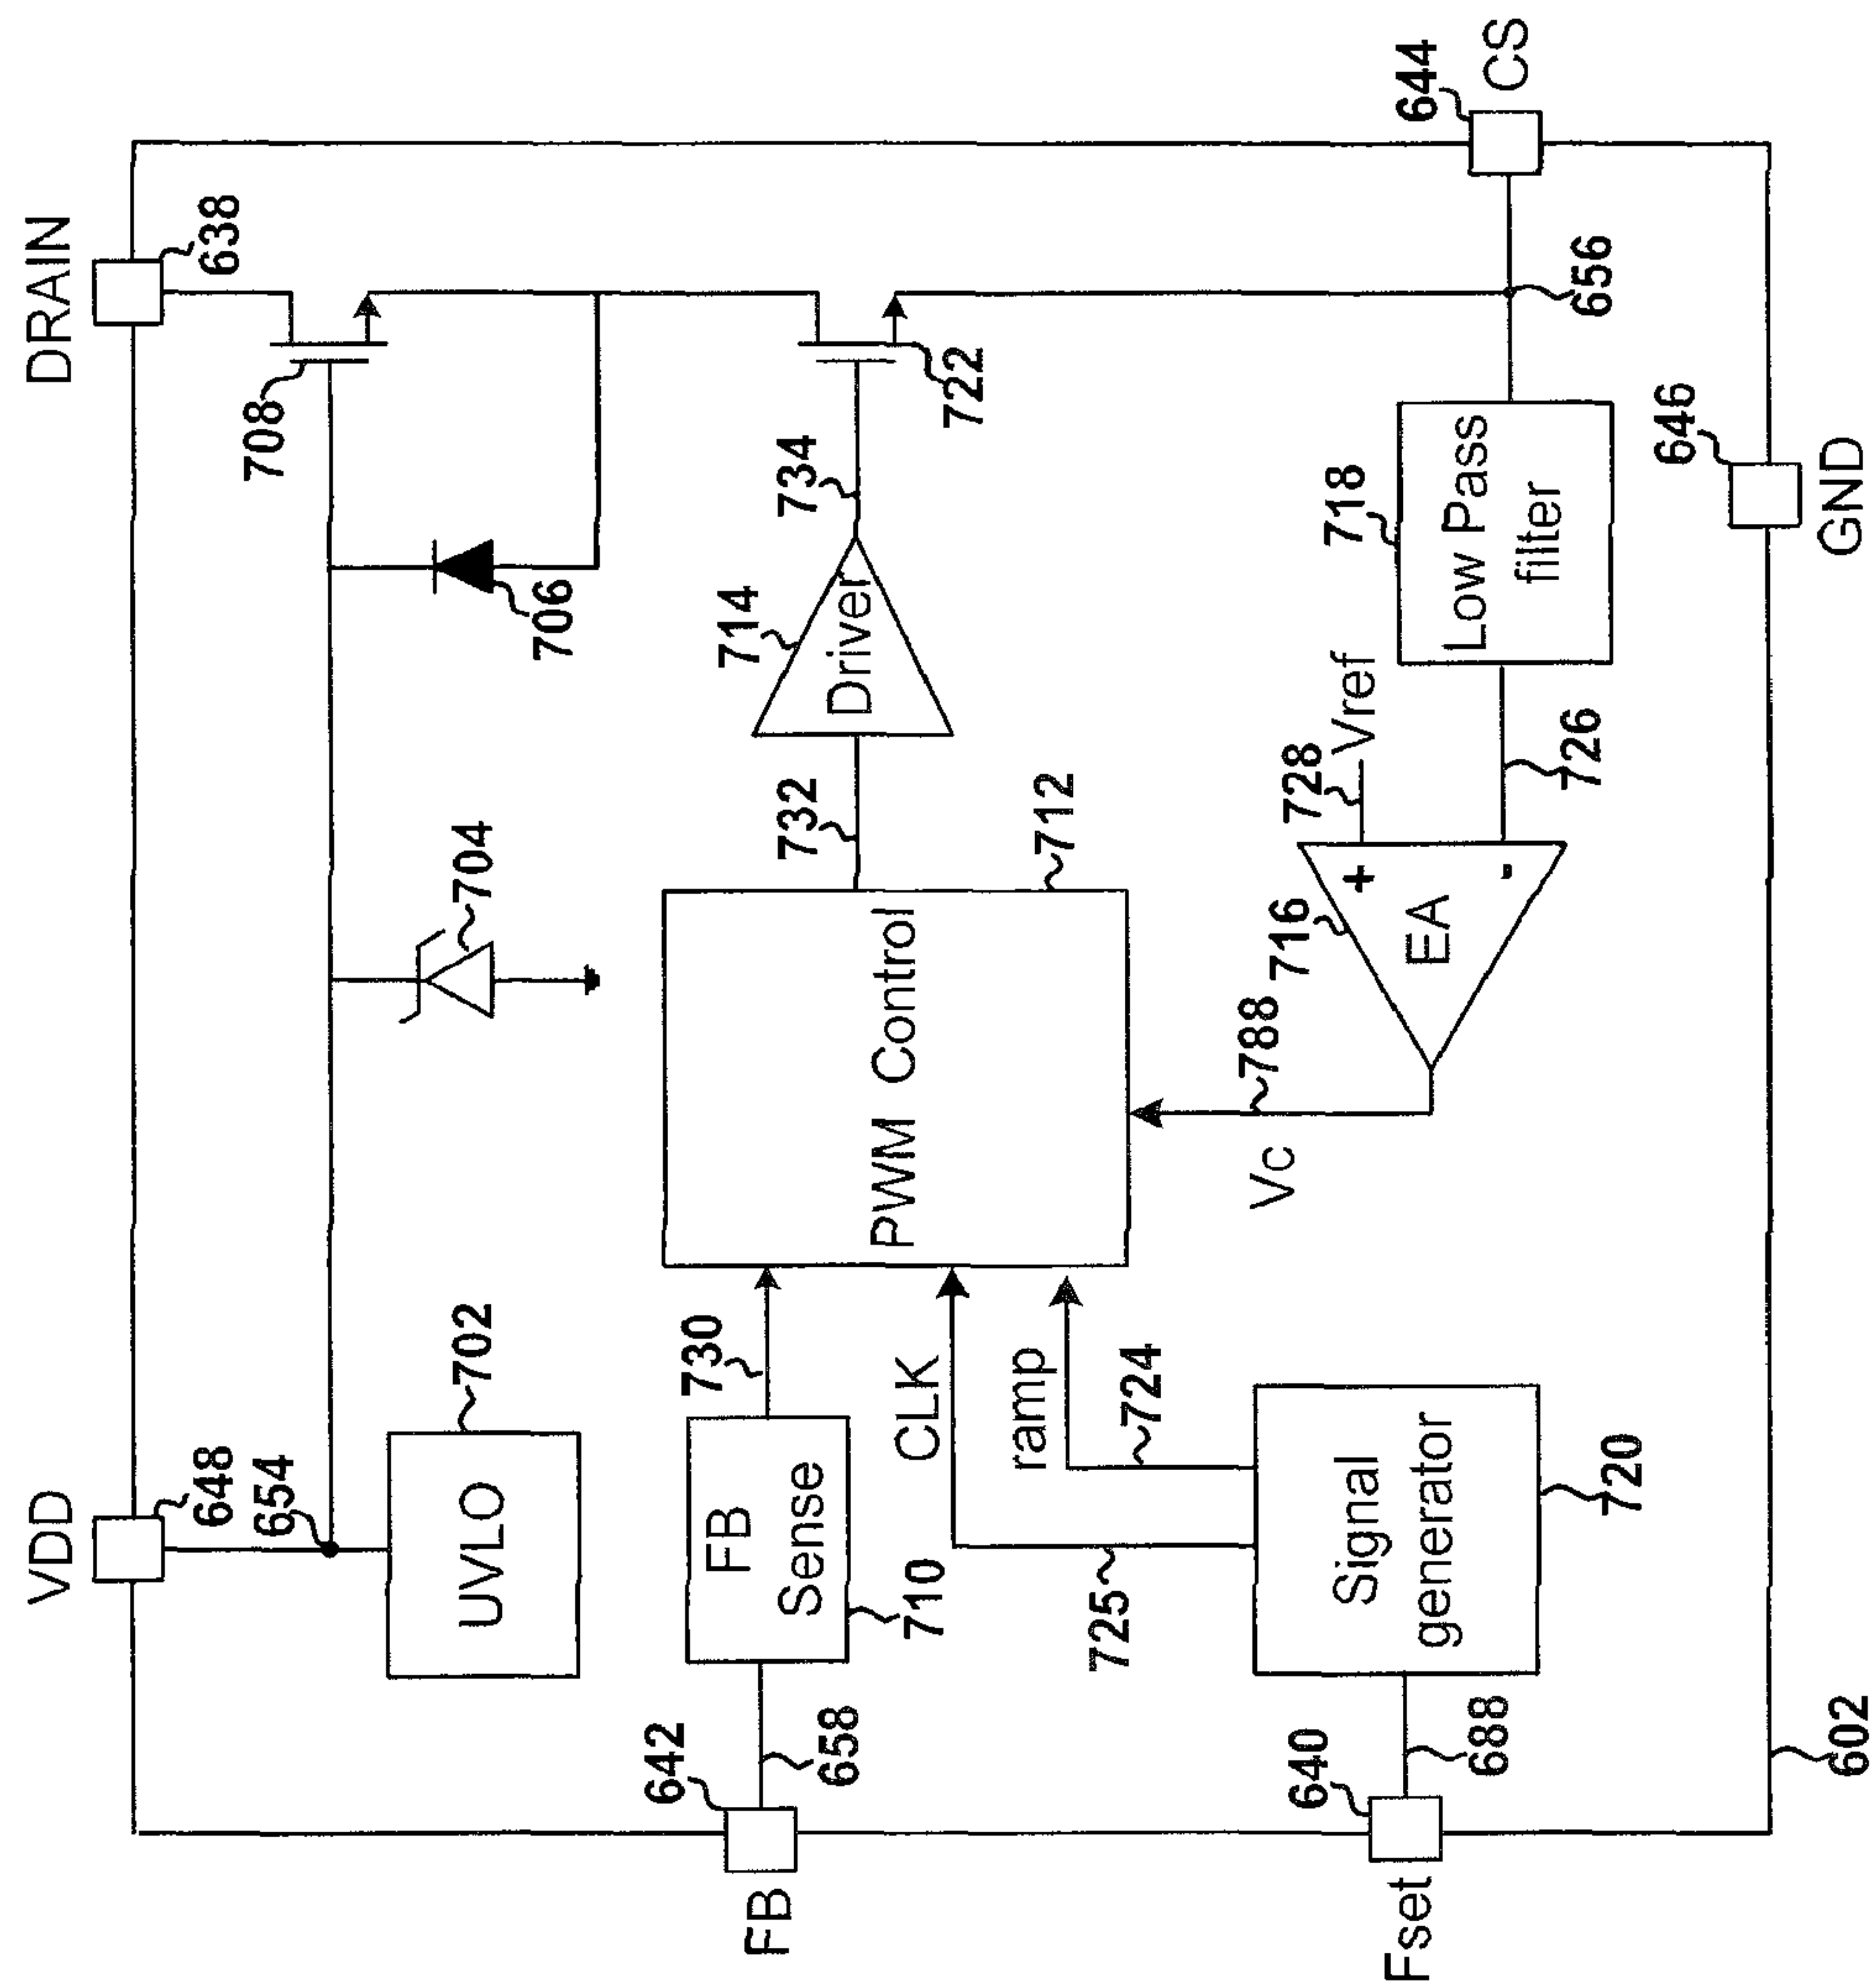 DRAIN
638
VDD
648
654
702
UVLO
704
706
708
FB
642
658
FB
Sense
710
730
PWM Control
712
732
714
Driver
734
722
CLK
ramp
724
725
Signal
generator
720
Fset
640
688
Vc
788
716
EA
+
-
728
Vref
726
718
Low Pass
filter
656
644
CS
646
GND
602